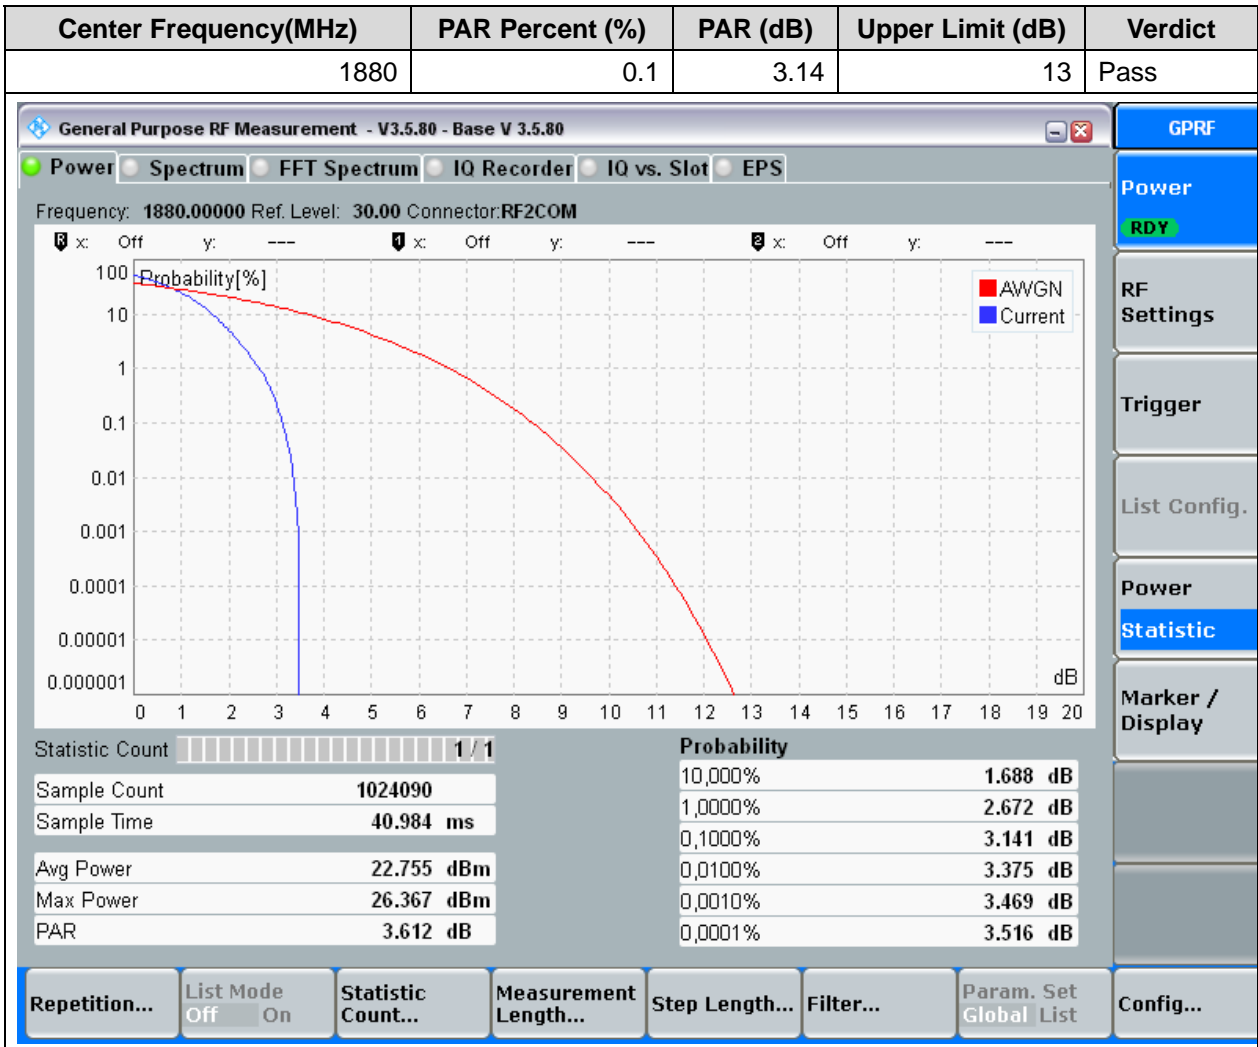 Center Frequency(MHz) PAR Percent (%) PAR (dB) Upper Limit (dB) Verdict
1880 0.1 3.14 13 Pass
General Purpose RF Measurement - V3.5.80 - Base V 3.5.80
GPRF
Power Spectrum FFT Spectrum IQ Recorder IQ vs. Slot EPS
Frequency: 1880.00000 Ref. Level: 30.00 Connector:RF2COM
R x: Off y: --- 1 x: Off y: --- 2 x: Off y: ---
Probability[%]
AWGN
Current
100
10
1
0.1
0.01
0.001
0.0001
0.00001
0.000001
dB
0 1 2 3 4 5 6 7 8 9 10 11 12 13 14 15 16 17 18 19 20
Statistic Count 1 / 1
Sample Count 1024090
Sample Time 40.984 ms
Avg Power 22.755 dBm
Max Power 26.367 dBm
PAR 3.612 dB
Probability
10,000% 1.688 dB
1,0000% 2.672 dB
0,1000% 3.141 dB
0,0100% 3.375 dB
0,0010% 3.469 dB
0,0001% 3.516 dB
Power
RDY
RF
Settings
Trigger
List Config.
Power
Statistic
Marker /
Display
Repetition...
List Mode
Off On
Statistic
Count...
Measurement
Length...
Step Length...
Filter...
Param. Set
Global List
Config...